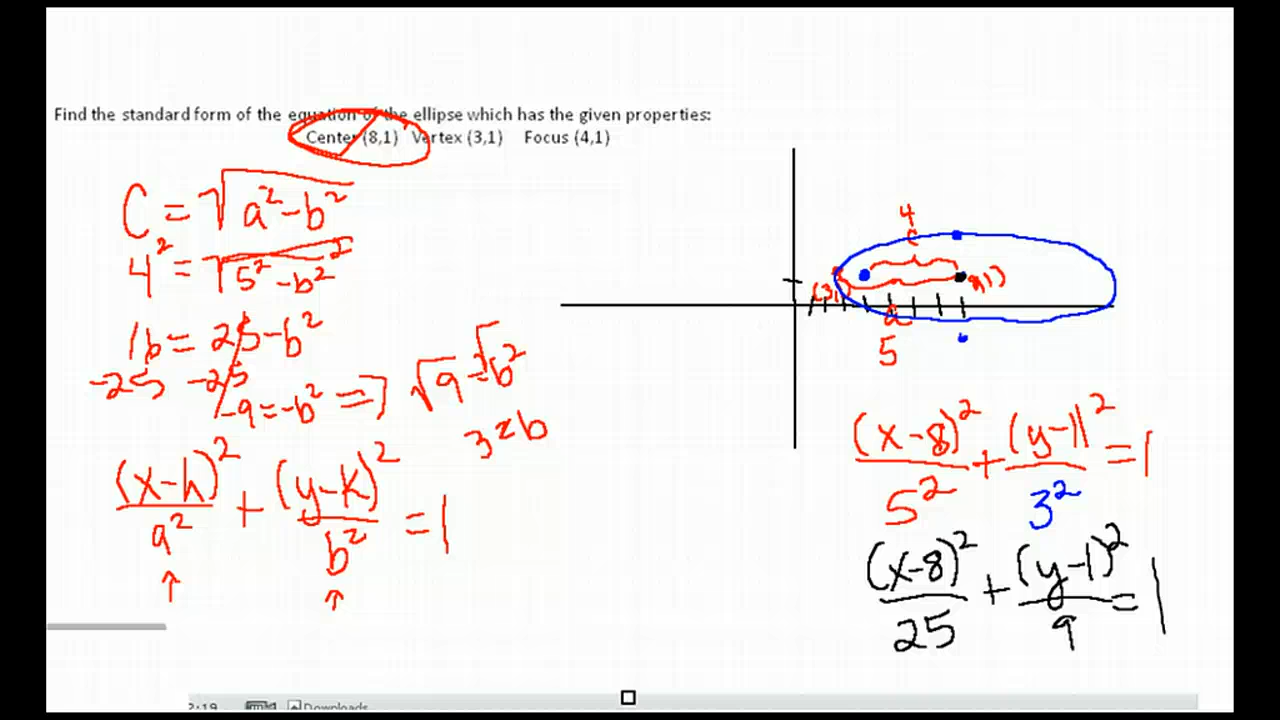 Find the standard form of the equation of the ellipse which has the given properties:
Center (8,1) Vertex (3,1) Focus (4,1)
C = √(a² - b²)
4² = √(5² - b²)²
16 = 25 - b²
-25 -25
-9 = -b² => √9 = √b²
3 = b
(x-h)²/a² + (y-k)²/b² = 1
↑ ↑
4
c
(3,1)
a
5
(x-8)²/5² + (y-1)²/3² = 1
(x-8)²/25 + (y-1)²/9 = 1
2:19 Downloads